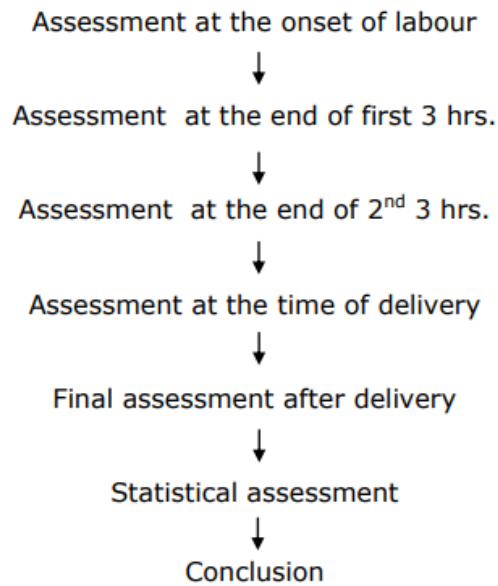 Assessment at the onset of labour
Assessment at the end of first 3 hrs.
Assessment at the end of 2nd 3 hrs.
Assessment at the time of delivery
Final assessment after delivery
Statistical assessment
Conclusion